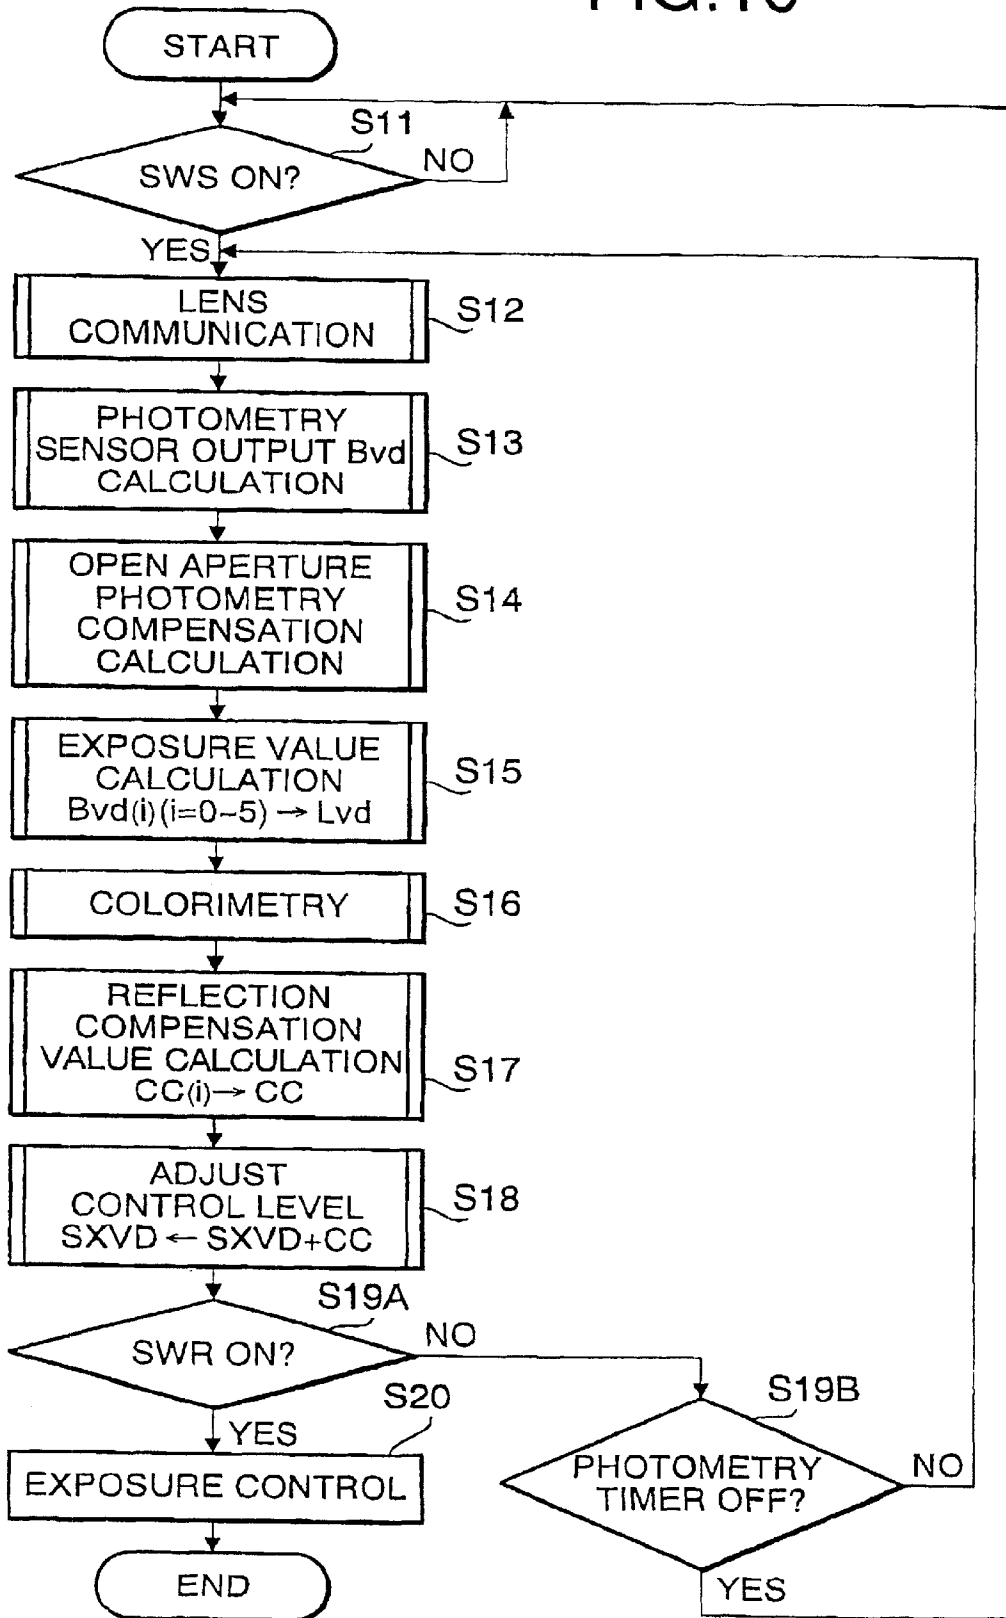 FIG.10
START
S11
SWS ON?
NO
YES
LENS
COMMUNICATION
S12
PHOTOMETRY
SENSOR OUTPUT Bvd
CALCULATION
S13
OPEN APERTURE
PHOTOMETRY
COMPENSATION
CALCULATION
S14
EXPOSURE VALUE
CALCULATION
Bvd(i)(i=0~5) → Lvd
S15
COLORIMETRY
S16
REFLECTION
COMPENSATION
VALUE CALCULATION
CC(i)→ CC
S17
ADJUST
CONTROL LEVEL
SXVD ← SXVD+CC
S18
S19A
SWR ON?
NO
YES
S20
EXPOSURE CONTROL
END
S19B
PHOTOMETRY
TIMER OFF?
NO
YES